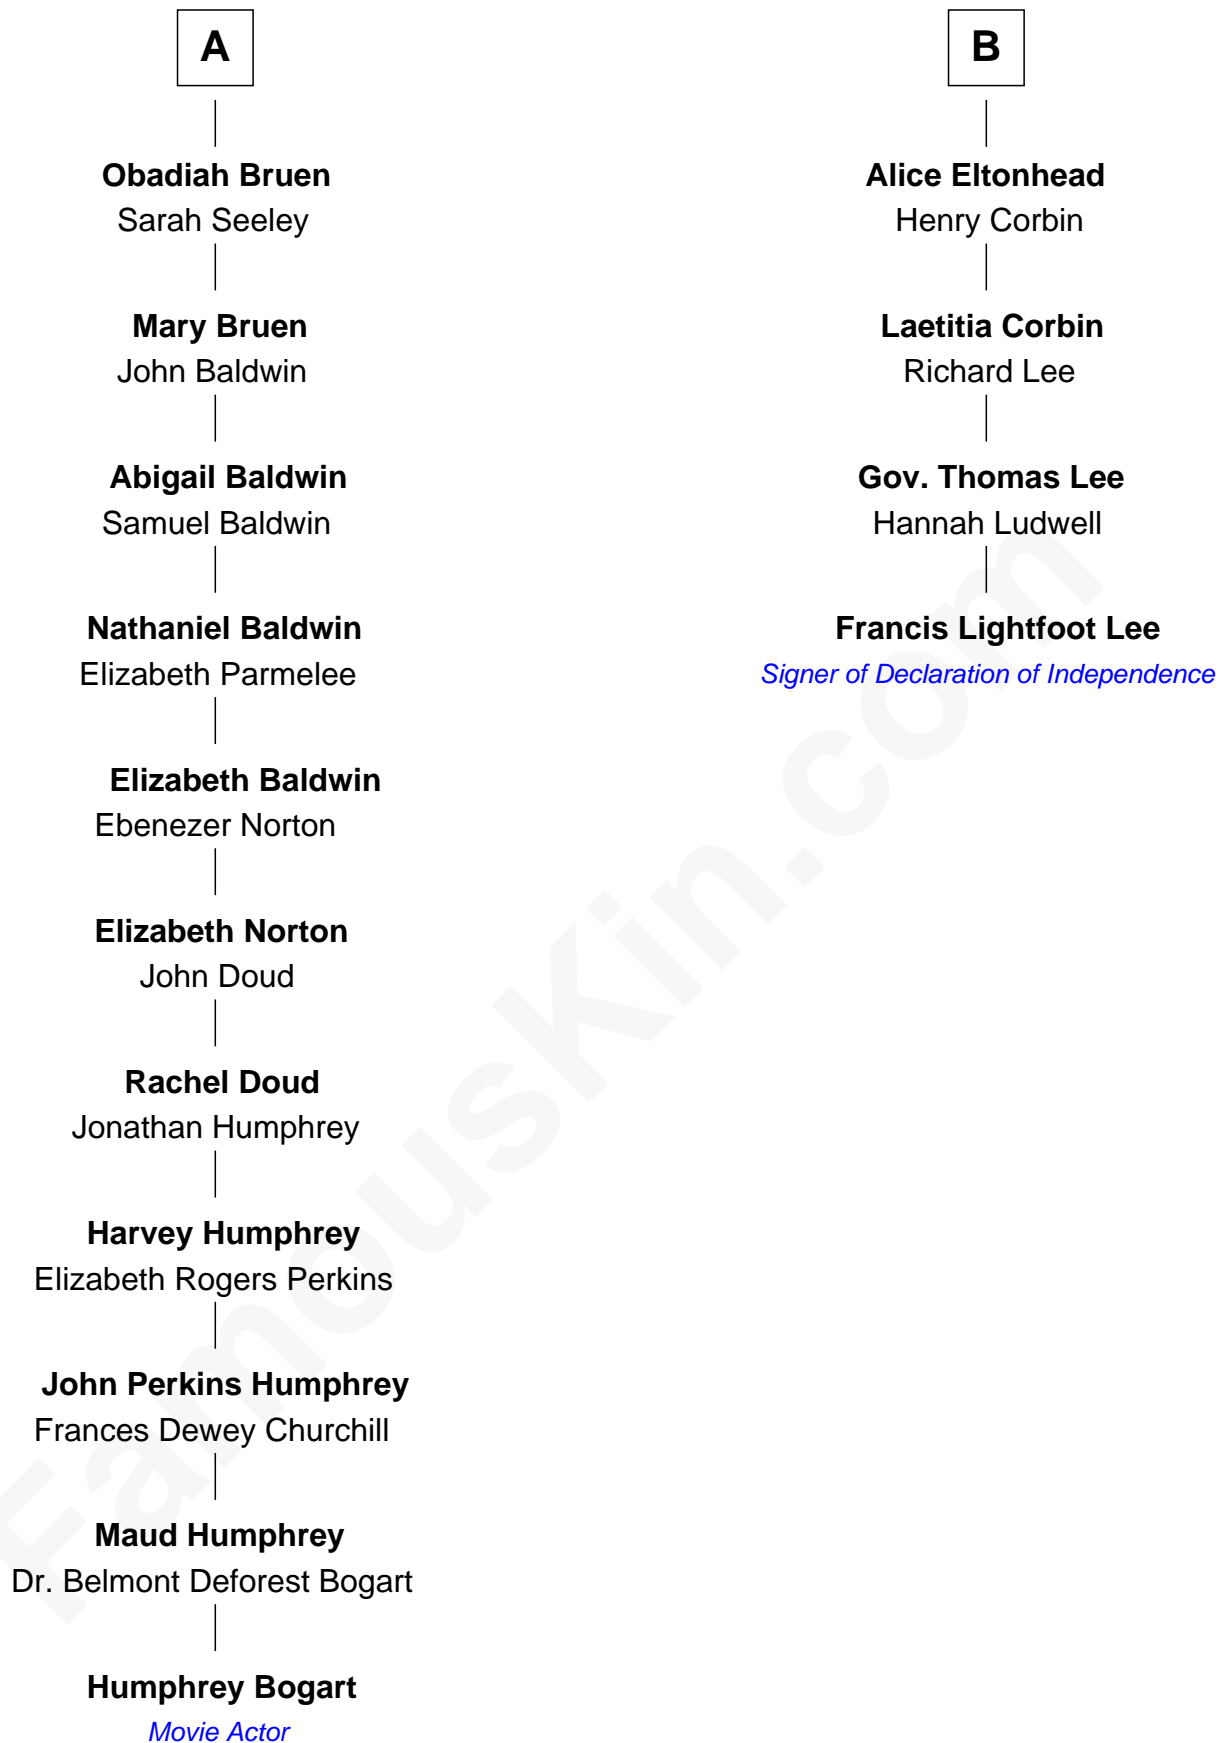 A
Obadiah Bruen
Sarah Seeley
Mary Bruen
John Baldwin
Abigail Baldwin
Samuel Baldwin
Nathaniel Baldwin
Elizabeth Parmelee
Elizabeth Baldwin
Ebenezer Norton
Elizabeth Norton
John Doud
Rachel Doud
Jonathan Humphrey
Harvey Humphrey
Elizabeth Rogers Perkins
John Perkins Humphrey
Frances Dewey Churchill
Maud Humphrey
Dr. Belmont Deforest Bogart
Humphrey Bogart
Movie Actor
B
Alice Eltonhead
Henry Corbin
Laetitia Corbin
Richard Lee
Gov. Thomas Lee
Hannah Ludwell
Francis Lightfoot Lee
Signer of Declaration of Independence
FamousKin.com